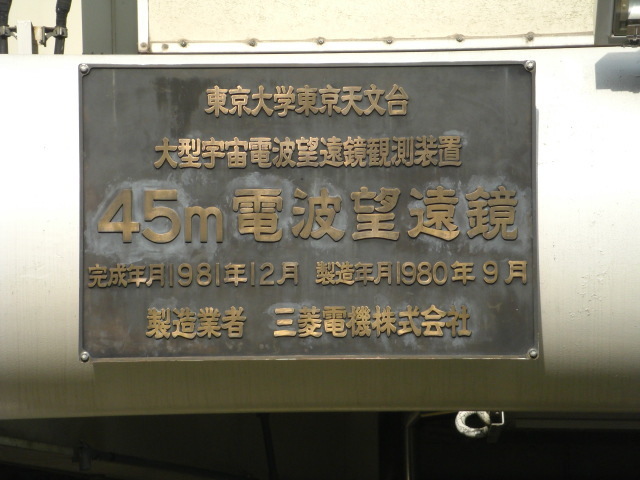 東京大学東京天文台
大型宇宙電波望遠鏡観測装置
45m電波望遠鏡
完成年月1981年12月 製造年月1980年9月
製造業者 三菱電機株式会社